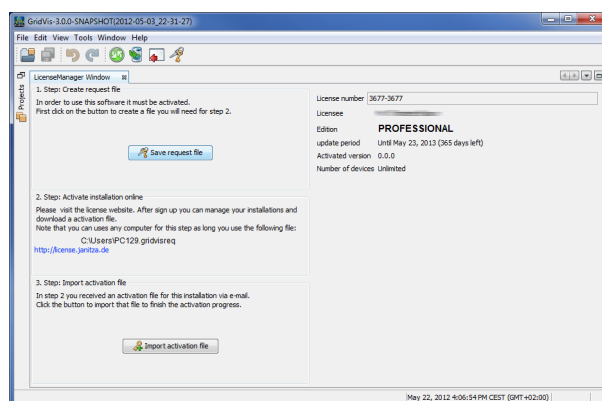 GridVis-3.0.0-SNAPSHOT(2012-05-03_22-31-27)
File Edit View Tools Window Help
LicenseManager Window
Projects
1. Step: Create request file
In order to use this software it must be activated.
First click on the button to create a file you will need for step 2.
Save request file
2. Step: Activate installation online
Please visit the license website. After sign up you can manage your installations and
download a activation file.
Note that you can uses any computer for this step as long you use the following file:
C:\Users\PC129.gridvisreq
http://license.janitza.de
3. Step: Import activation file
In step 2 you received an activation file for this installation via e-mail.
Click the button to import that file to finish the activation progress.
Import activation file
License number 3677-3677
Licensee
Edition PROFESSIONAL
update period Until May 23, 2013 (365 days left)
Activated version 0.0.0
Number of devices Unlimited
May 22, 2012 4:06:54 PM CEST (GMT+02:00)